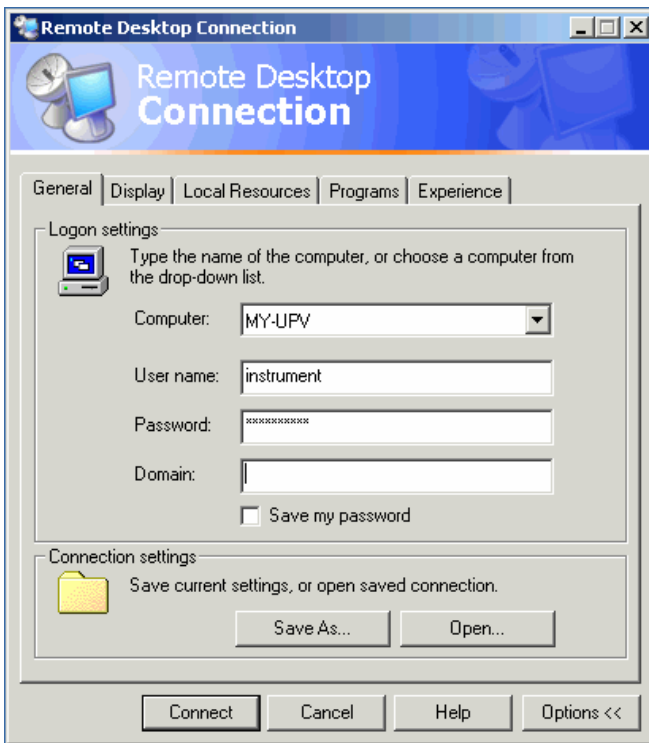 Remote Desktop Connection
Remote Desktop
Connection
General Display Local Resources Programs Experience
Logon settings
Type the name of the computer, or choose a computer from
the drop-down list.
Computer: MY-UPV
User name: instrument
Password: **********
Domain:
Save my password
Connection settings
Save current settings, or open saved connection.
Save As... Open...
Connect Cancel Help Options <<